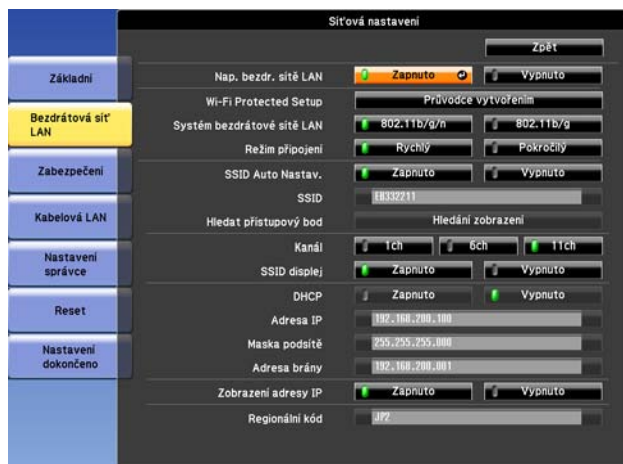 Síťová nastavení
Zpět
Základní
Bezdrátová síť
LAN
Zabezpečení
Kabelová LAN
Nastavení
správce
Reset
Nastavení
dokončeno
Nap. bezdr. sítě LAN Zapnuto Vypnuto
Wi-Fi Protected Setup Průvodce vytvořením
Systém bezdrátové sítě LAN 802.11b/g/n 802.11b/g
Režim připojení Rychlý Pokročilý
SSID Auto Nastav. Zapnuto Vypnuto
SSID EB332211
Hledat přístupový bod Hledání zobrazení
Kanál 1ch 6ch 11ch
SSID displej Zapnuto Vypnuto
DHCP Zapnuto Vypnuto
Adresa IP 192.168.200.100
Maska podsítě 255.255.255.000
Adresa brány 192.168.200.001
Zobrazení adresy IP Zapnuto Vypnuto
Regionální kód JP2